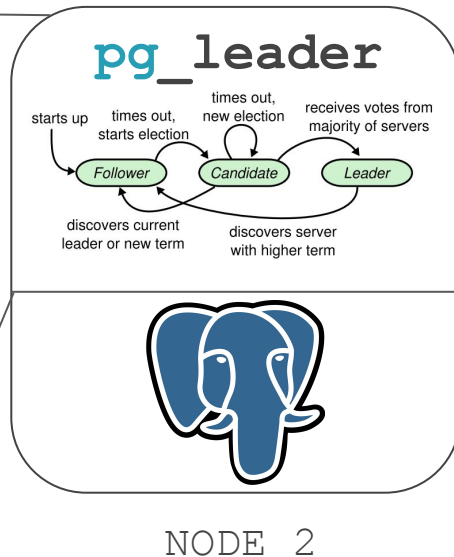 pg_leader
starts up
times out,
starts election
times out,
new election
receives votes from
majority of servers
Follower
Candidate
Leader
discovers current
leader or new term
discovers server
with higher term
NODE 2